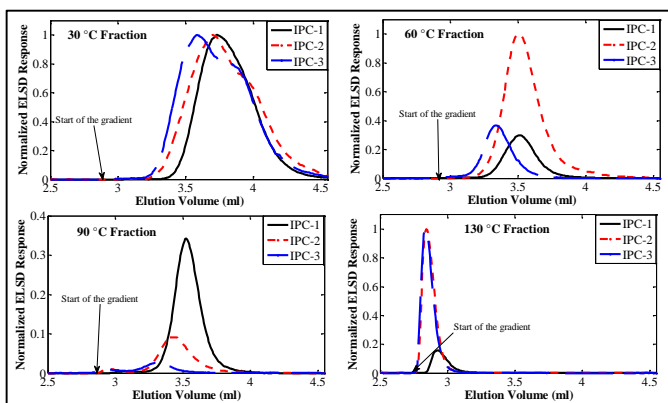 30 °C Fraction
IPC-1
IPC-2
IPC-3
Start of the gradient
Normalized ELSD Response
1
0.8
0.6
0.4
0.2
0
2.5 3 3.5 4 4.5
Elution Volume (ml)
60 °C Fraction
IPC-1
IPC-2
IPC-3
Start of the gradient
Normalized ELSD Response
1
0.8
0.6
0.4
0.2
0
2.5 3 3.5 4 4.5
Elution Volume (ml)
90 °C Fraction
IPC-1
IPC-2
IPC-3
Start of the gradient
Normalized ELSD Response
0.4
0.3
0.2
0.1
0
2.5 3 3.5 4 4.5
Elution Volume (ml)
130 °C Fraction
IPC-1
IPC-2
IPC-3
Start of the gradient
Normalized ELSD Response
1
0.8
0.6
0.4
0.2
0
2.5 3 3.5 4 4.5
Elution Volume (ml)